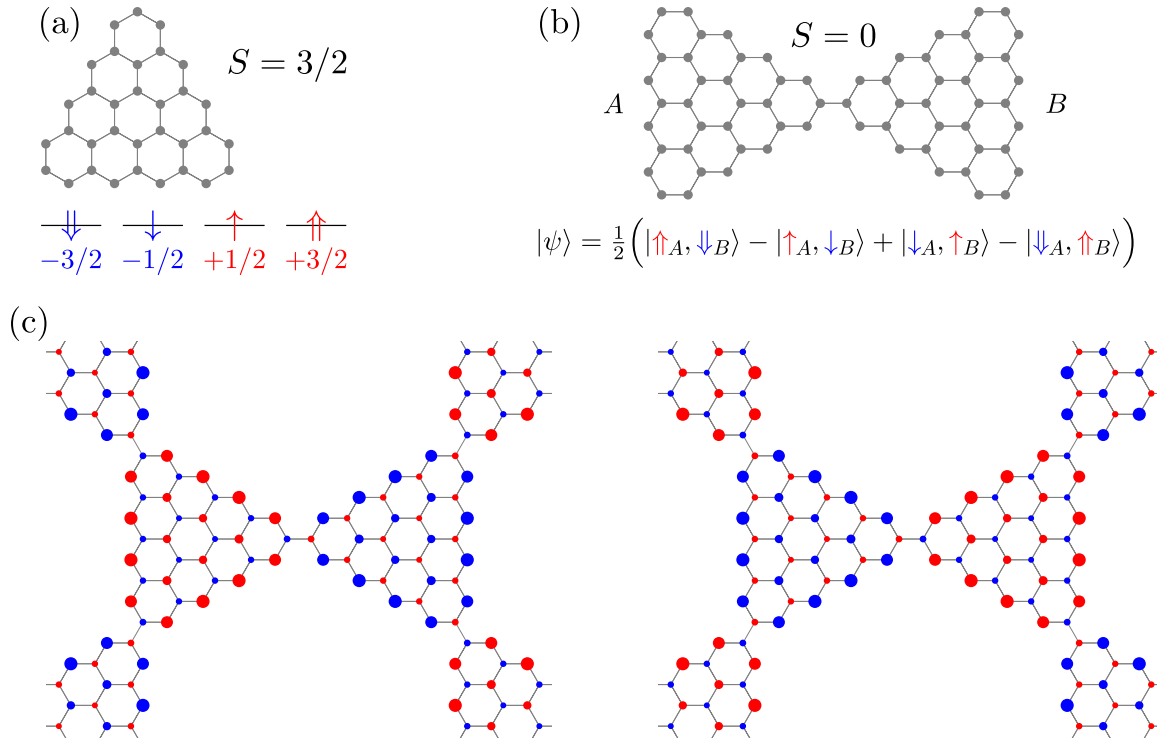 (a)
S = 3/2
⇓ ↓ ↑ ⇑
−3/2 −1/2 +1/2 +3/2
(b)
S = 0
A B
|ψ⟩ = 1/2 (|⇑A, ⇓B⟩ − |↑A, ↓B⟩ + |↓A, ↑B⟩ − |⇓A, ⇑B⟩)
(c)